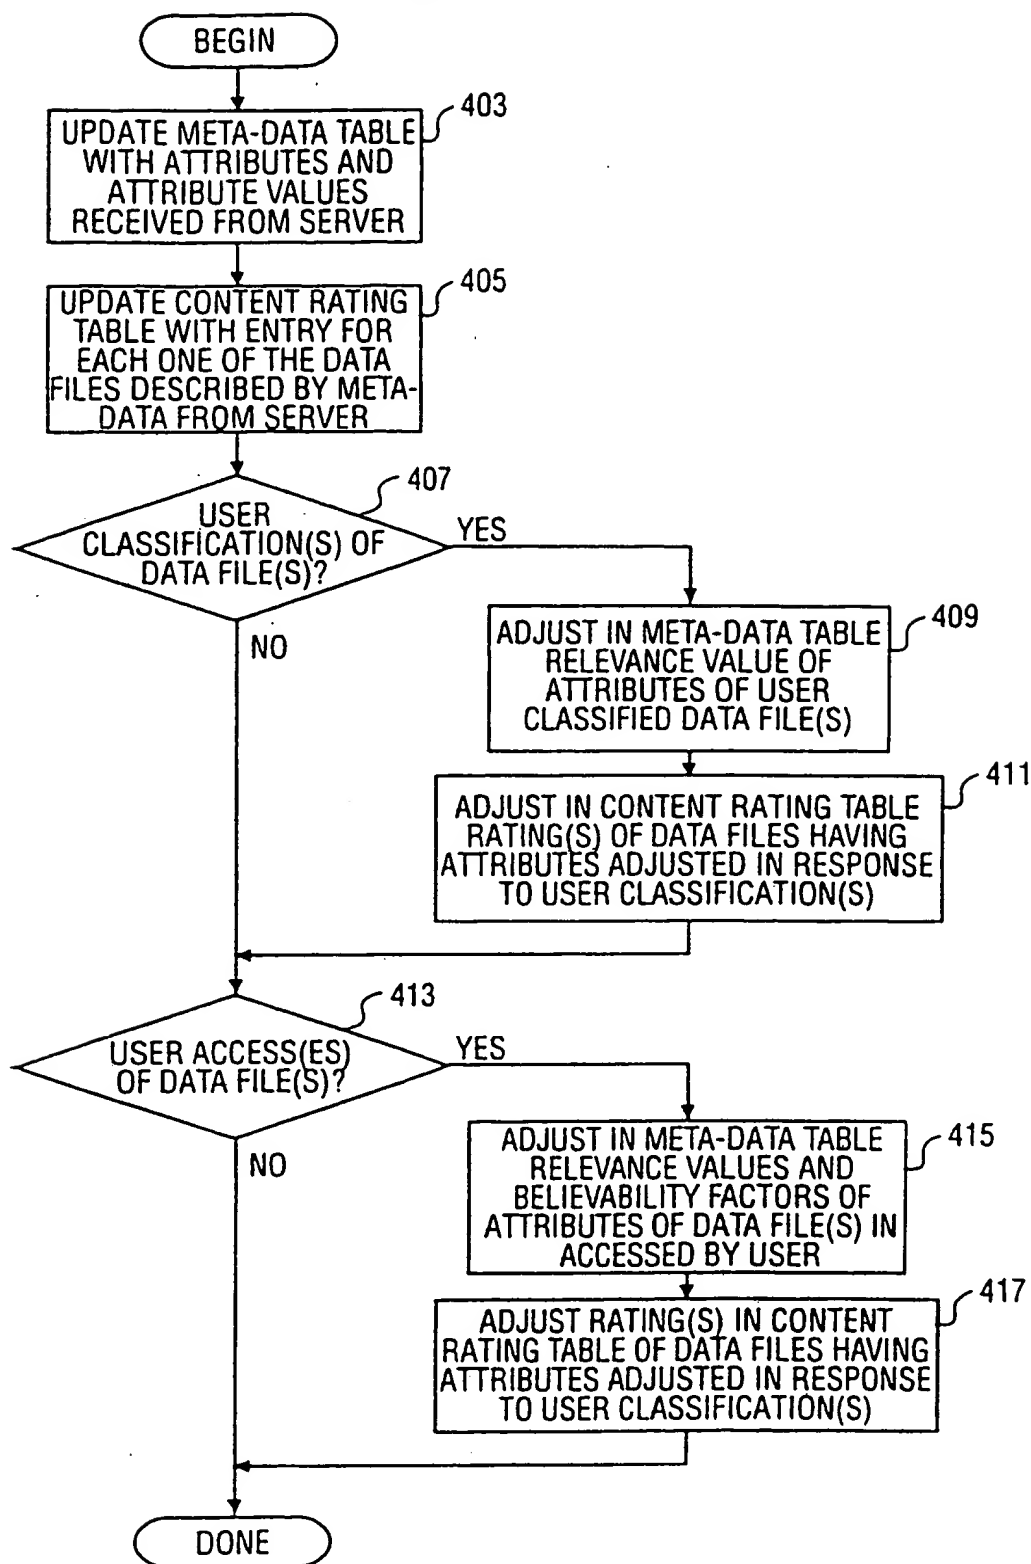 BEGIN
403
UPDATE META-DATA TABLE
WITH ATTRIBUTES AND
ATTRIBUTE VALUES
RECEIVED FROM SERVER
405
UPDATE CONTENT RATING
TABLE WITH ENTRY FOR
EACH ONE OF THE DATA
FILES DESCRIBED BY META-
DATA FROM SERVER
407
USER
CLASSIFICATION(S) OF
DATA FILE(S)?
YES
NO
409
ADJUST IN META-DATA TABLE
RELEVANCE VALUE OF
ATTRIBUTES OF USER
CLASSIFIED DATA FILE(S)
411
ADJUST IN CONTENT RATING TABLE
RATING(S) OF DATA FILES HAVING
ATTRIBUTES ADJUSTED IN RESPONSE
TO USER CLASSIFICATION(S)
413
USER ACCESS(ES)
OF DATA FILE(S)?
YES
NO
415
ADJUST IN META-DATA TABLE
RELEVANCE VALUES AND
BELIEVABILITY FACTORS OF
ATTRIBUTES OF DATA FILE(S) IN
ACCESSED BY USER
417
ADJUST RATING(S) IN CONTENT
RATING TABLE OF DATA FILES HAVING
ATTRIBUTES ADJUSTED IN RESPONSE
TO USER CLASSIFICATION(S)
DONE